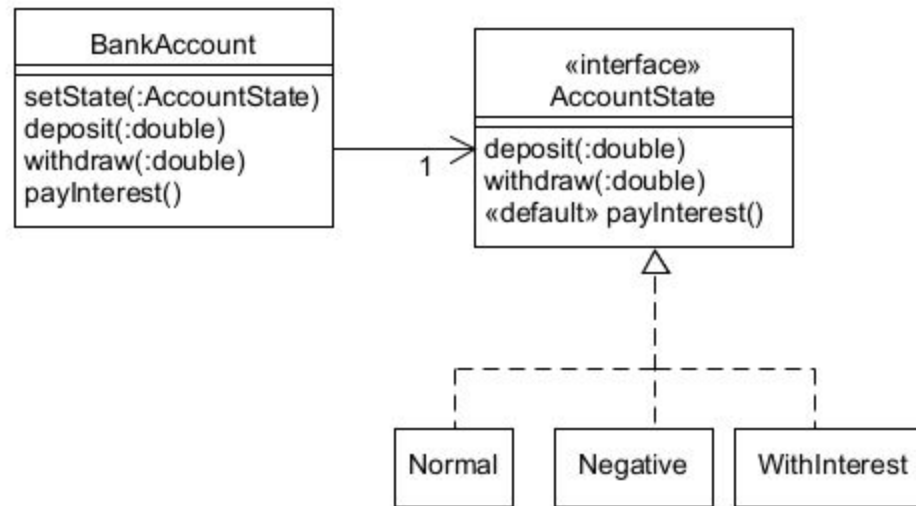 BankAccount
setState(:AccountState)
deposit(:double)
withdraw(:double)
payInterest()
1
«interface»
AccountState
deposit(:double)
withdraw(:double)
«default» payInterest()
Normal
Negative
WithInterest